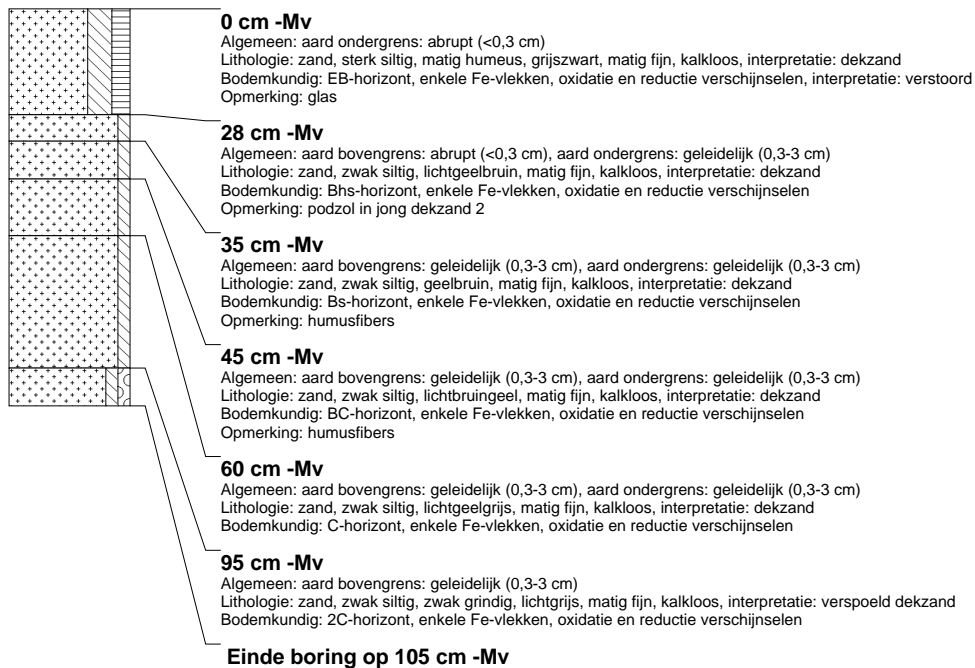 0 cm -Mv
Algemeen: aard ondergrens: abrupt (<0,3 cm)
Lithologie: zand, sterk siltig, matig humeus, grijszwart, matig fijn, kalkloos, interpretatie: dekzand
Bodemkundig: EB-horizont, enkele Fe-vlekken, oxidatie en reductie verschijnselen, interpretatie: verstoord
Opmerking: glas
28 cm -Mv
Algemeen: aard bovengrens: abrupt (<0,3 cm), aard ondergrens: geleidelijk (0,3-3 cm)
Lithologie: zand, zwak siltig, lichtgeelbruin, matig fijn, kalkloos, interpretatie: dekzand
Bodemkundig: Bhs-horizont, enkele Fe-vlekken, oxidatie en reductie verschijnselen
Opmerking: podzol in jong dekzand 2
35 cm -Mv
Algemeen: aard bovengrens: geleidelijk (0,3-3 cm), aard ondergrens: geleidelijk (0,3-3 cm)
Lithologie: zand, zwak siltig, geelbruin, matig fijn, kalkloos, interpretatie: dekzand
Bodemkundig: Bs-horizont, enkele Fe-vlekken, oxidatie en reductie verschijnselen
Opmerking: humusfibers
45 cm -Mv
Algemeen: aard bovengrens: geleidelijk (0,3-3 cm), aard ondergrens: geleidelijk (0,3-3 cm)
Lithologie: zand, zwak siltig, lichtbruingeel, matig fijn, kalkloos, interpretatie: dekzand
Bodemkundig: BC-horizont, enkele Fe-vlekken, oxidatie en reductie verschijnselen
Opmerking: humusfibers
60 cm -Mv
Algemeen: aard bovengrens: geleidelijk (0,3-3 cm), aard ondergrens: geleidelijk (0,3-3 cm)
Lithologie: zand, zwak siltig, lichtgeelgrijs, matig fijn, kalkloos, interpretatie: dekzand
Bodemkundig: C-horizont, enkele Fe-vlekken, oxidatie en reductie verschijnselen
95 cm -Mv
Algemeen: aard bovengrens: geleidelijk (0,3-3 cm)
Lithologie: zand, zwak siltig, zwak grindig, lichtgrijs, matig fijn, kalkloos, interpretatie: verspoeld dekzand
Bodemkundig: 2C-horizont, enkele Fe-vlekken, oxidatie en reductie verschijnselen
Einde boring op 105 cm -Mv